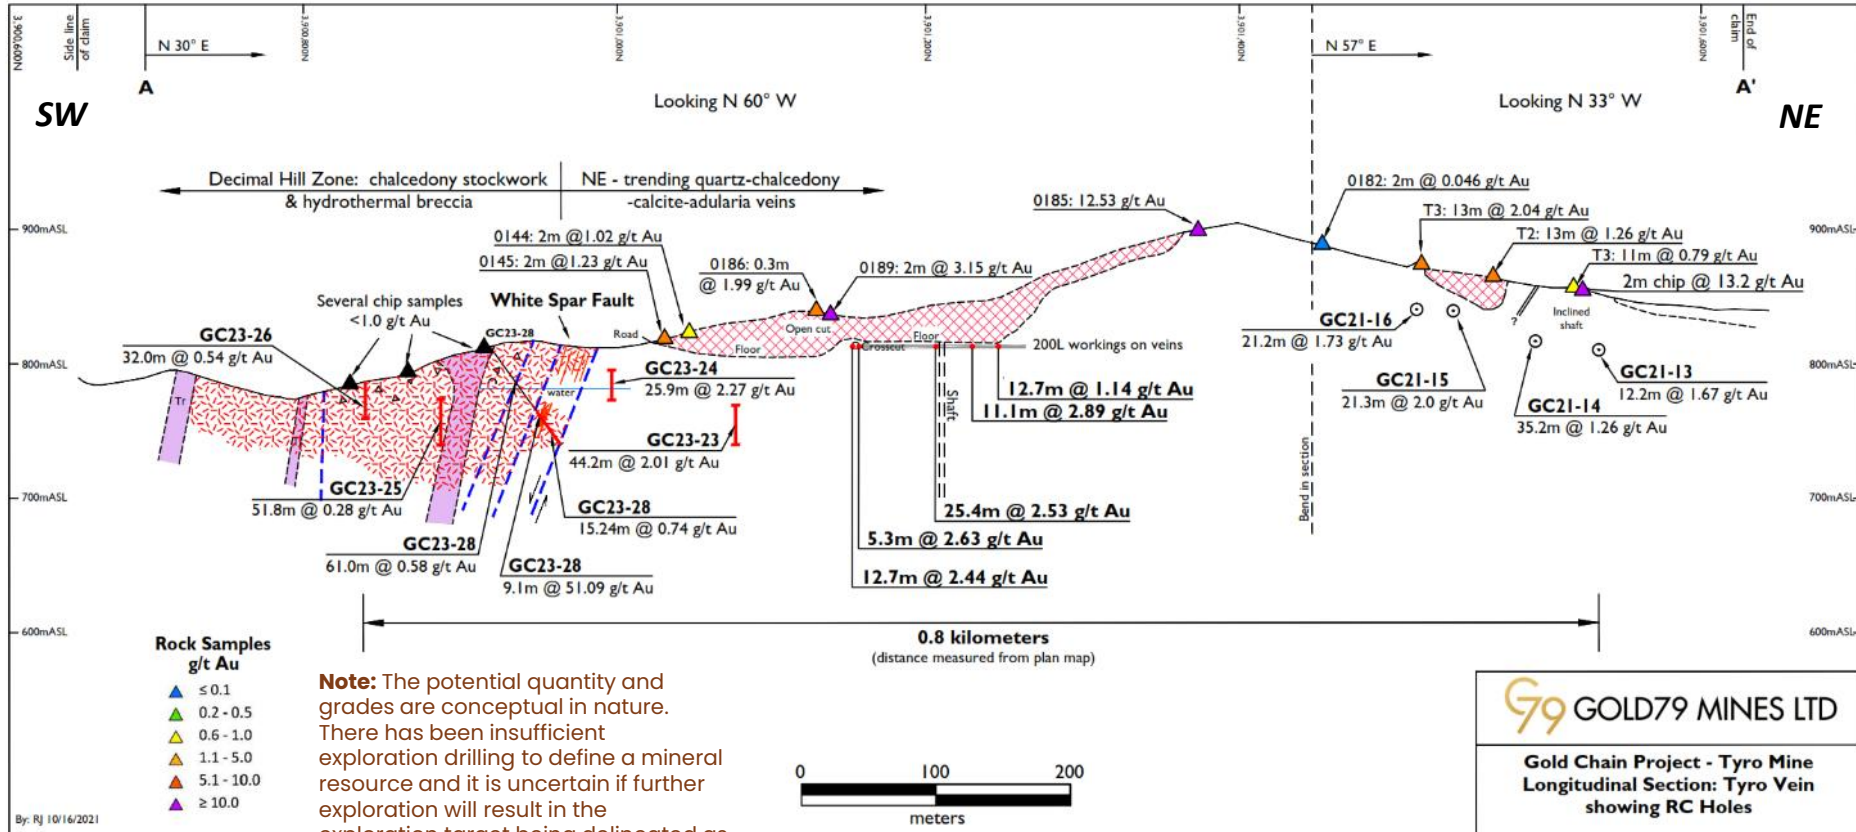 3,900,600N
Side line
of claim
N 30° E
3,900,800N
3,901,000N
3,901,200N
3,901,400N
N 57° E
3,901,600N
End of
claim
A
A'
SW
Looking N 60° W
Looking N 33° W
NE
Decimal Hill Zone: chalcedony stockwork
& hydrothermal breccia
NE - trending quartz-chalcedony
-calcite-adularia veins
900mASL
900mASL
800mASL
800mASL
700mASL
700mASL
600mASL
600mASL
0144: 2m @1.02 g/t Au
0145: 2m @1.23 g/t Au
0186: 0.3m
@ 1.99 g/t Au
0189: 2m @ 3.15 g/t Au
0185: 12.53 g/t Au
0182: 2m @ 0.046 g/t Au
T3: 13m @ 2.04 g/t Au
T2: 13m @ 1.26 g/t Au
T3: 11m @ 0.79 g/t Au
2m chip @ 13.2 g/t Au
Several chip samples
<1.0 g/t Au
White Spar Fault
GC23-28
Road
Floor
Open cut
Floor
Crosscut
200L workings on veins
Shaft
water
Tr
Inclined
shaft
?
Bend in section
GC23-26
32.0m @ 0.54 g/t Au
GC23-24
25.9m @ 2.27 g/t Au
GC23-23
44.2m @ 2.01 g/t Au
GC23-25
51.8m @ 0.28 g/t Au
GC23-28
15.24m @ 0.74 g/t Au
GC23-28
61.0m @ 0.58 g/t Au
GC23-28
9.1m @ 51.09 g/t Au
12.7m @ 1.14 g/t Au
11.1m @ 2.89 g/t Au
25.4m @ 2.53 g/t Au
5.3m @ 2.63 g/t Au
12.7m @ 2.44 g/t Au
GC21-16
21.2m @ 1.73 g/t Au
GC21-15
21.3m @ 2.0 g/t Au
GC21-14
35.2m @ 1.26 g/t Au
GC21-13
12.2m @ 1.67 g/t Au
0.8 kilometers
(distance measured from plan map)
Rock Samples
g/t Au
≤ 0.1
0.2 - 0.5
0.6 - 1.0
1.1 - 5.0
5.1 - 10.0
≥ 10.0
By: RJ 10/16/2021
Note: The potential quantity and
grades are conceptual in nature.
There has been insufficient
exploration drilling to define a mineral
resource and it is uncertain if further
exploration will result in the
exploration target being delineated as
0 100 200
meters
G79 GOLD79 MINES LTD
Gold Chain Project - Tyro Mine
Longitudinal Section: Tyro Vein
showing RC Holes